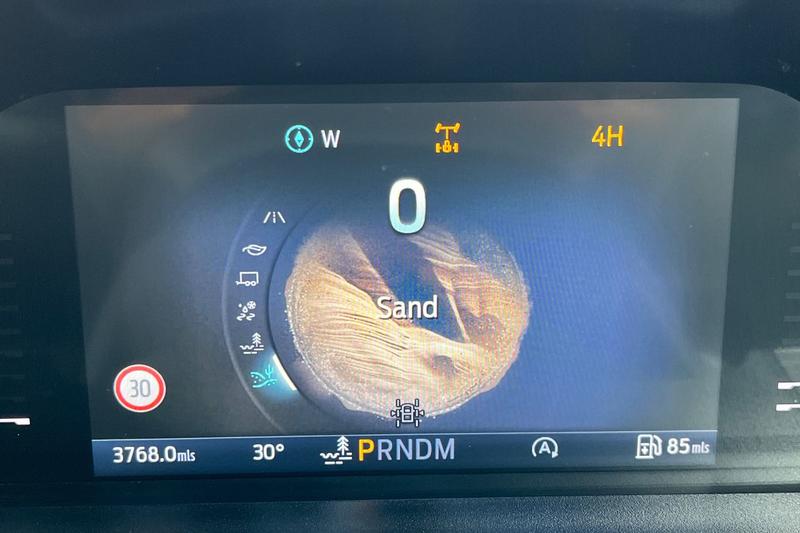 W
4H
0
Sand
30
3768.0mls
30°
PRNDM
A
85mls